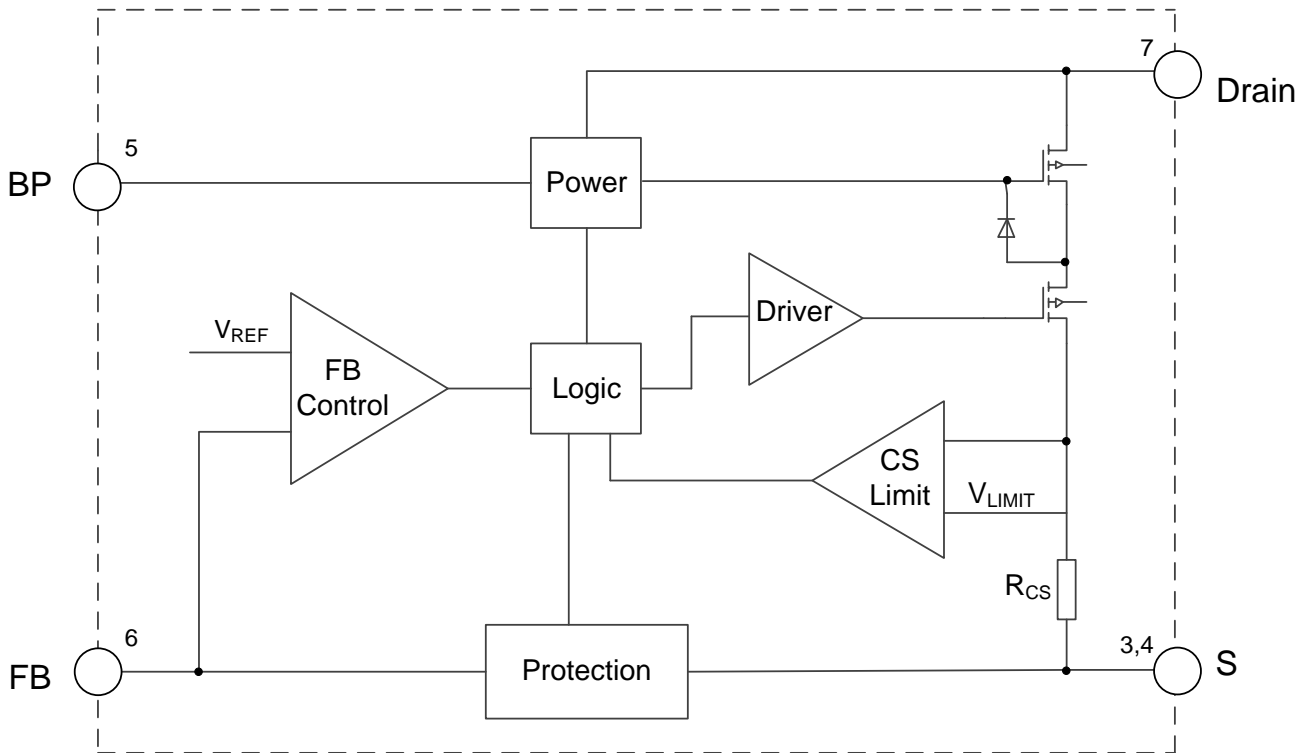 7
Drain
5
BP
Power
Driver
VREF
FB
Control
Logic
CS
Limit
VLIMIT
RCS
6
FB
Protection
3,4
S